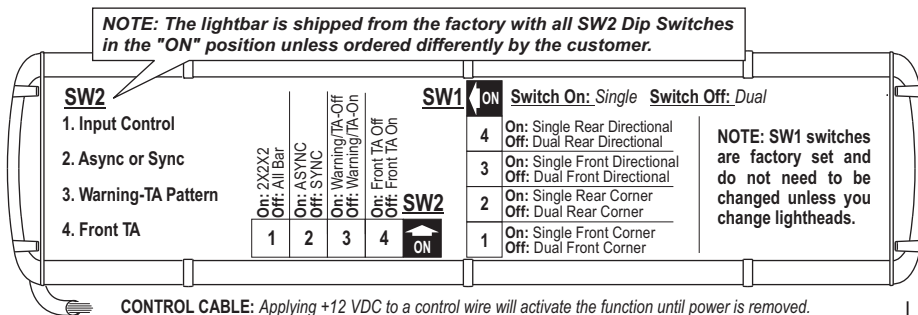 NOTE: The lightbar is shipped from the factory with all SW2 Dip Switches
in the "ON" position unless ordered differently by the customer.
SW2
1. Input Control
2. Async or Sync
3. Warning-TA Pattern
4. Front TA
On: 2X2X2
Off: All Bar
On: ASYNC
Off: SYNC
On: Warning/TA-Off
Off: Warning/TA-On
On: Front TA Off
Off: Front TA On
SW2
1 2 3 4 ON
SW1 ON Switch On: Single Switch Off: Dual
4 On: Single Rear Directional
Off: Dual Rear Directional
3 On: Single Front Directional
Off: Dual Front Directional
2 On: Single Rear Corner
Off: Dual Rear Corner
1 On: Single Front Corner
Off: Dual Front Corner
NOTE: SW1 switches
are factory set and
do not need to be
changed unless you
change lightheads.
CONTROL CABLE: Applying +12 VDC to a control wire will activate the function until power is removed.